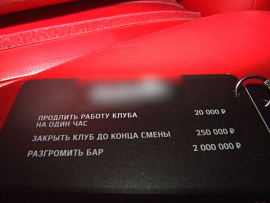 ПРОДЛИТЬ РАБОТУ КЛУБА 20 000 ₽
НА ОДИН ЧАС
ЗАКРЫТЬ КЛУБ ДО КОНЦА СМЕНЫ 250 000 ₽
РАЗГРОМИТЬ БАР 2 000 000 ₽